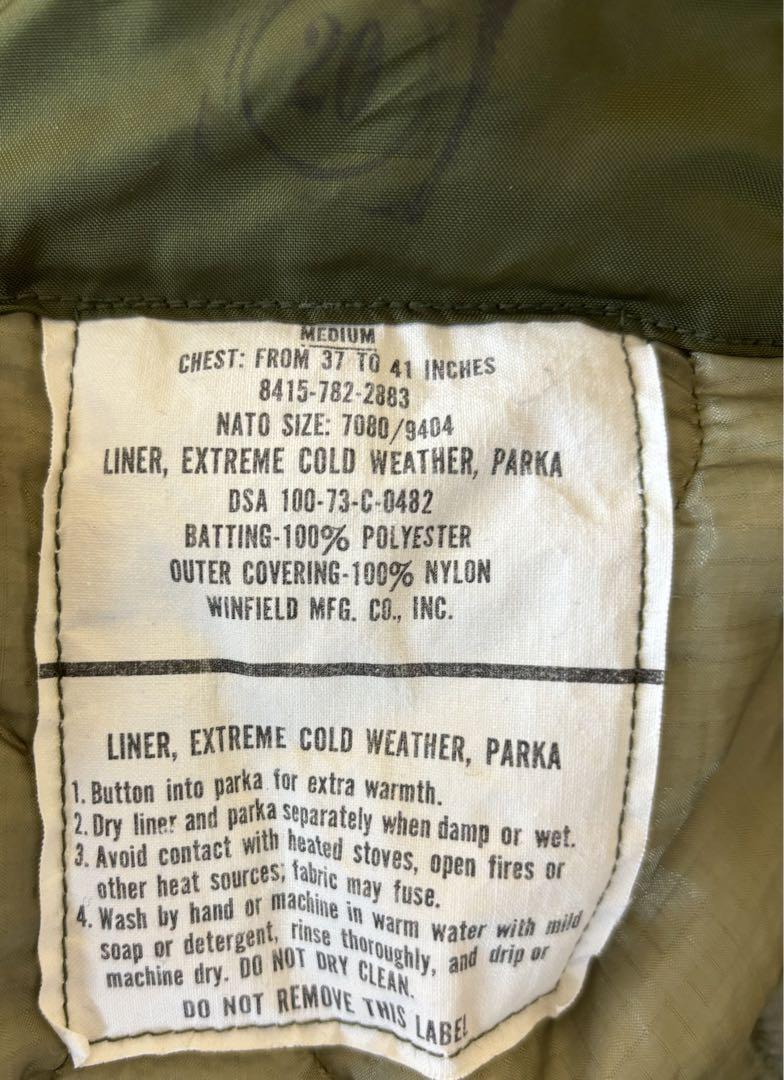 20
MEDIUM
CHEST: FROM 37 TO 41 INCHES
8415-782-2883
NATO SIZE: 7080/9404
LINER, EXTREME COLD WEATHER, PARKA
DSA 100-73-C-0482
BATTING-100% POLYESTER
OUTER COVERING-100% NYLON
WINFIELD MFG. CO., INC.
LINER, EXTREME COLD WEATHER, PARKA
1. Button into parka for extra warmth.
2. Dry liner and parka separately when damp or wet.
3. Avoid contact with heated stoves, open fires or
other heat sources; fabric may fuse.
4. Wash by hand or machine in warm water with mild
soap or detergent, rinse thoroughly, and drip or
machine dry. DO NOT DRY CLEAN.
DO NOT REMOVE THIS LABEL